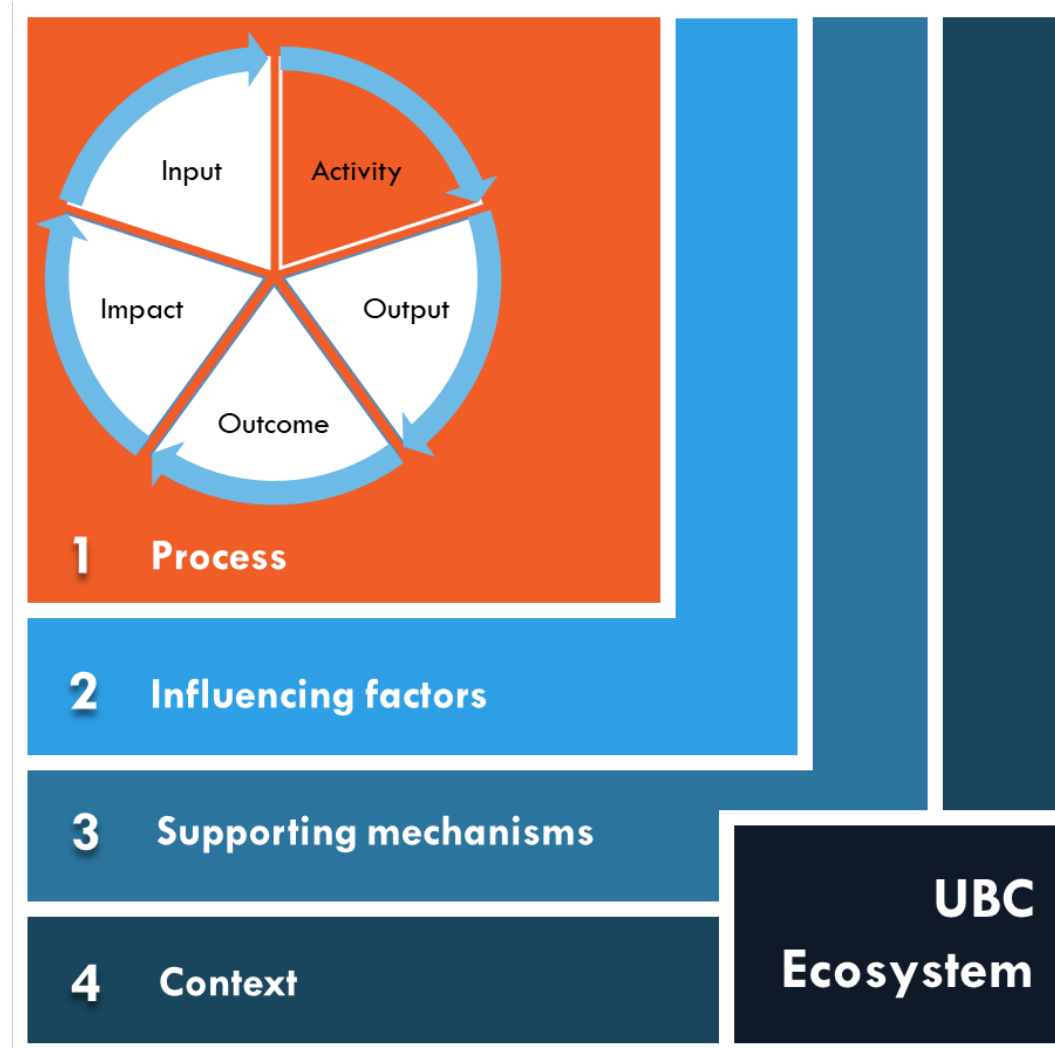 Input
Activity
Impact
Output
Outcome
1 Process
2 Influencing factors
3 Supporting mechanisms
4 Context
UBC
Ecosystem